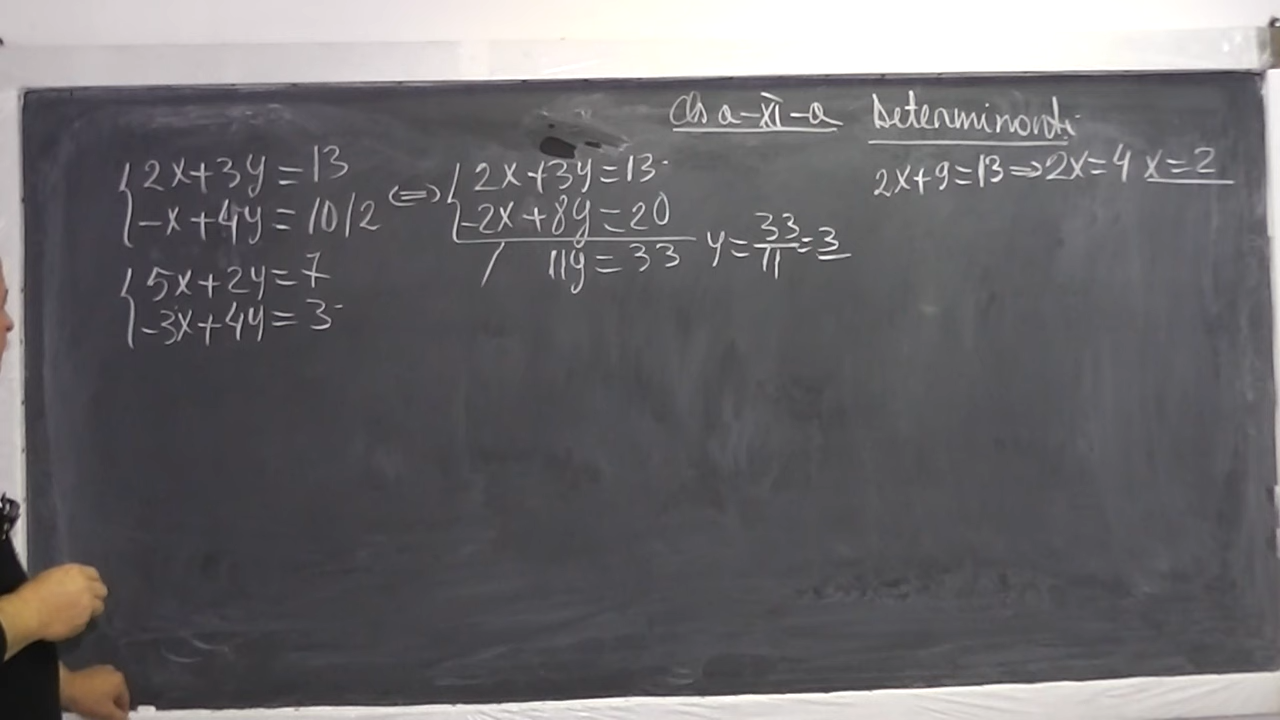 cls a-XI-a Determinanti
{2x+3y=13
{-x+4y=10/2
<=> {2x+3y=13
{-2x+8y=20
/ 11y=33 y=33/11=3
2x+9=13⇒2x=4 x=2
{5x+2y=7
{-3x+4y=3